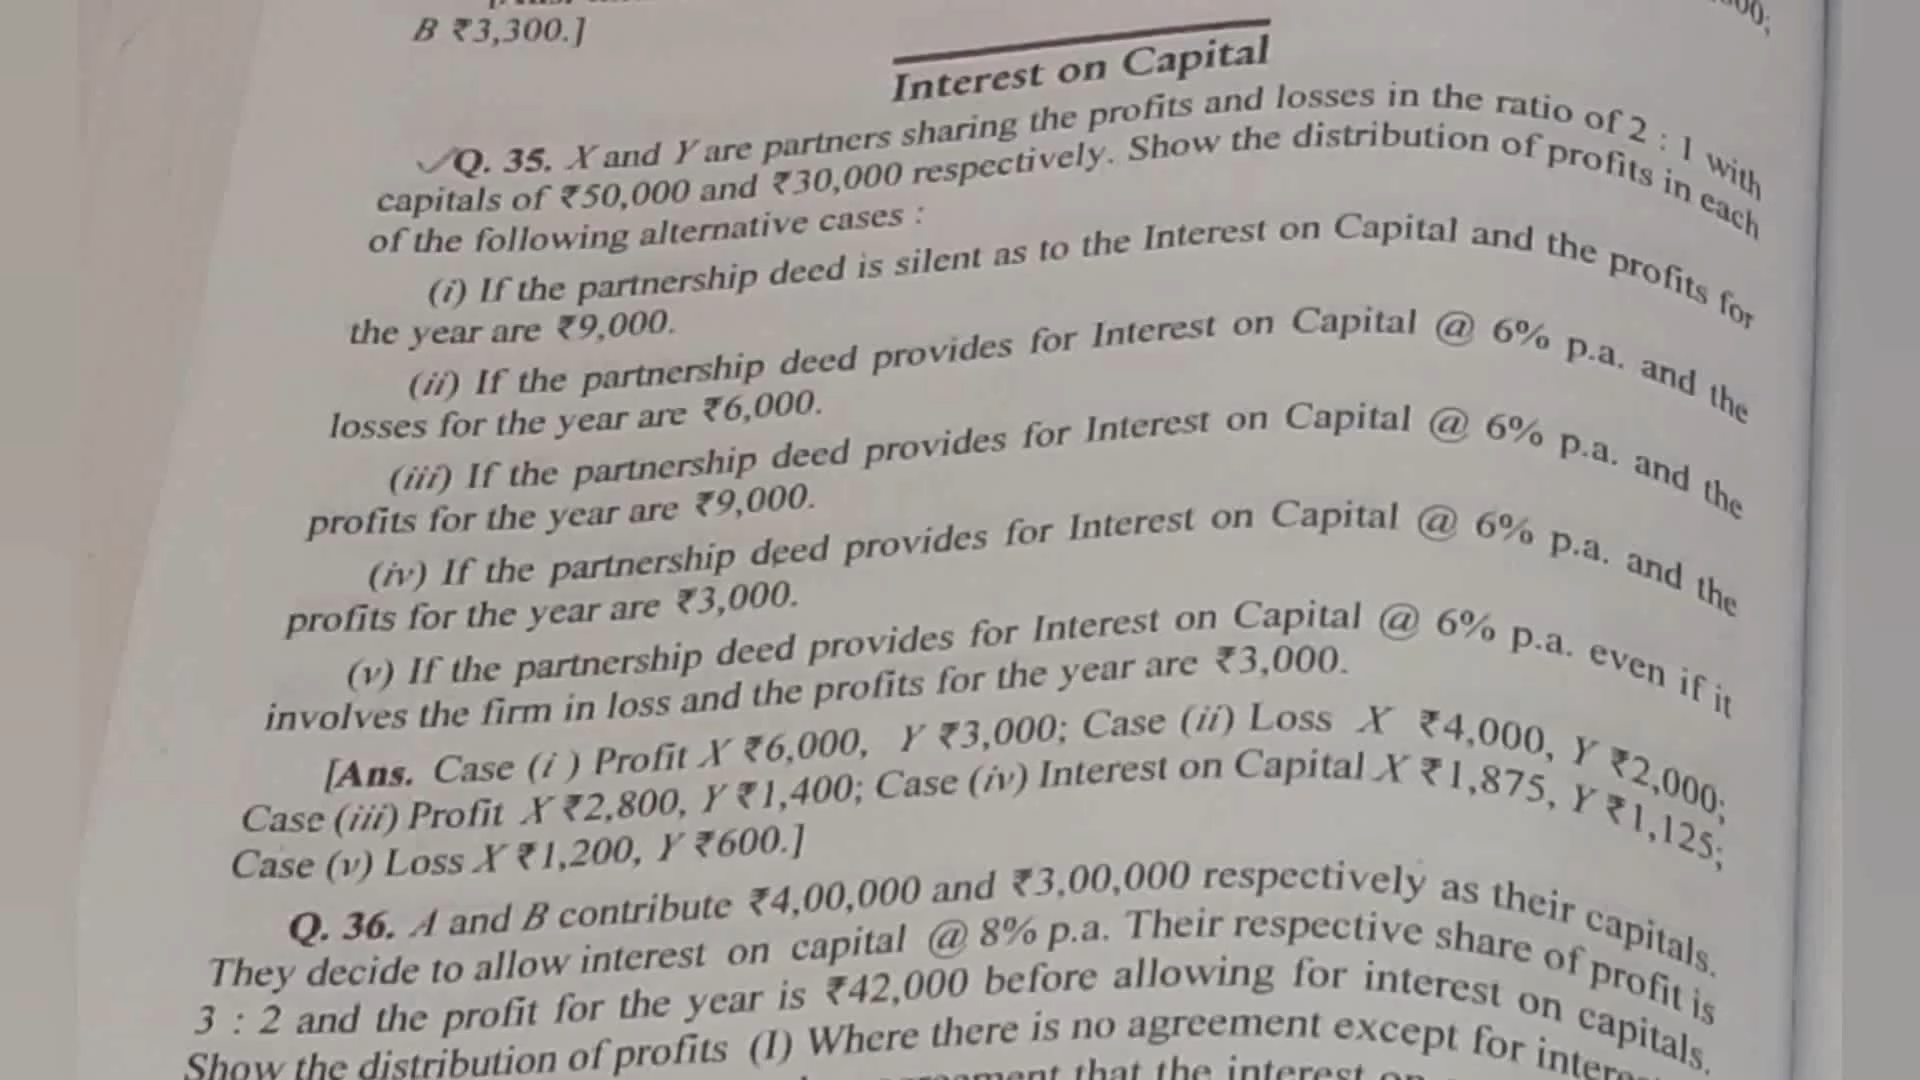 B ₹3,300.]
Interest on Capital
Q. 35. X and Y are partners sharing the profits and losses in the ratio of 2 : 1 with
capitals of ₹50,000 and ₹30,000 respectively. Show the distribution of profits in each
of the following alternative cases :
(i) If the partnership deed is silent as to the Interest on Capital and the profits for
the year are ₹9,000.
(ii) If the partnership deed provides for Interest on Capital @ 6% p.a. and the
losses for the year are ₹6,000.
(iii) If the partnership deed provides for Interest on Capital @ 6% p.a. and the
profits for the year are ₹9,000.
(iv) If the partnership deed provides for Interest on Capital @ 6% p.a. and the
profits for the year are ₹3,000.
(v) If the partnership deed provides for Interest on Capital @ 6% p.a. even if it
involves the firm in loss and the profits for the year are ₹3,000.
[Ans. Case (i ) Profit X ₹6,000, Y ₹3,000; Case (ii) Loss X ₹4,000, Y ₹2,000;
Case (iii) Profit X ₹2,800, Y ₹1,400; Case (iv) Interest on Capital X ₹1,875, Y ₹1,125;
Case (v) Loss X ₹1,200, Y ₹600.]
Q. 36. A and B contribute ₹4,00,000 and ₹3,00,000 respectively as their capitals.
They decide to allow interest on capital @ 8% p.a. Their respective share of profit is
3 : 2 and the profit for the year is ₹42,000 before allowing for interest on capitals.
Show the distribution of profits (I) Where there is no agreement except for
that the interest